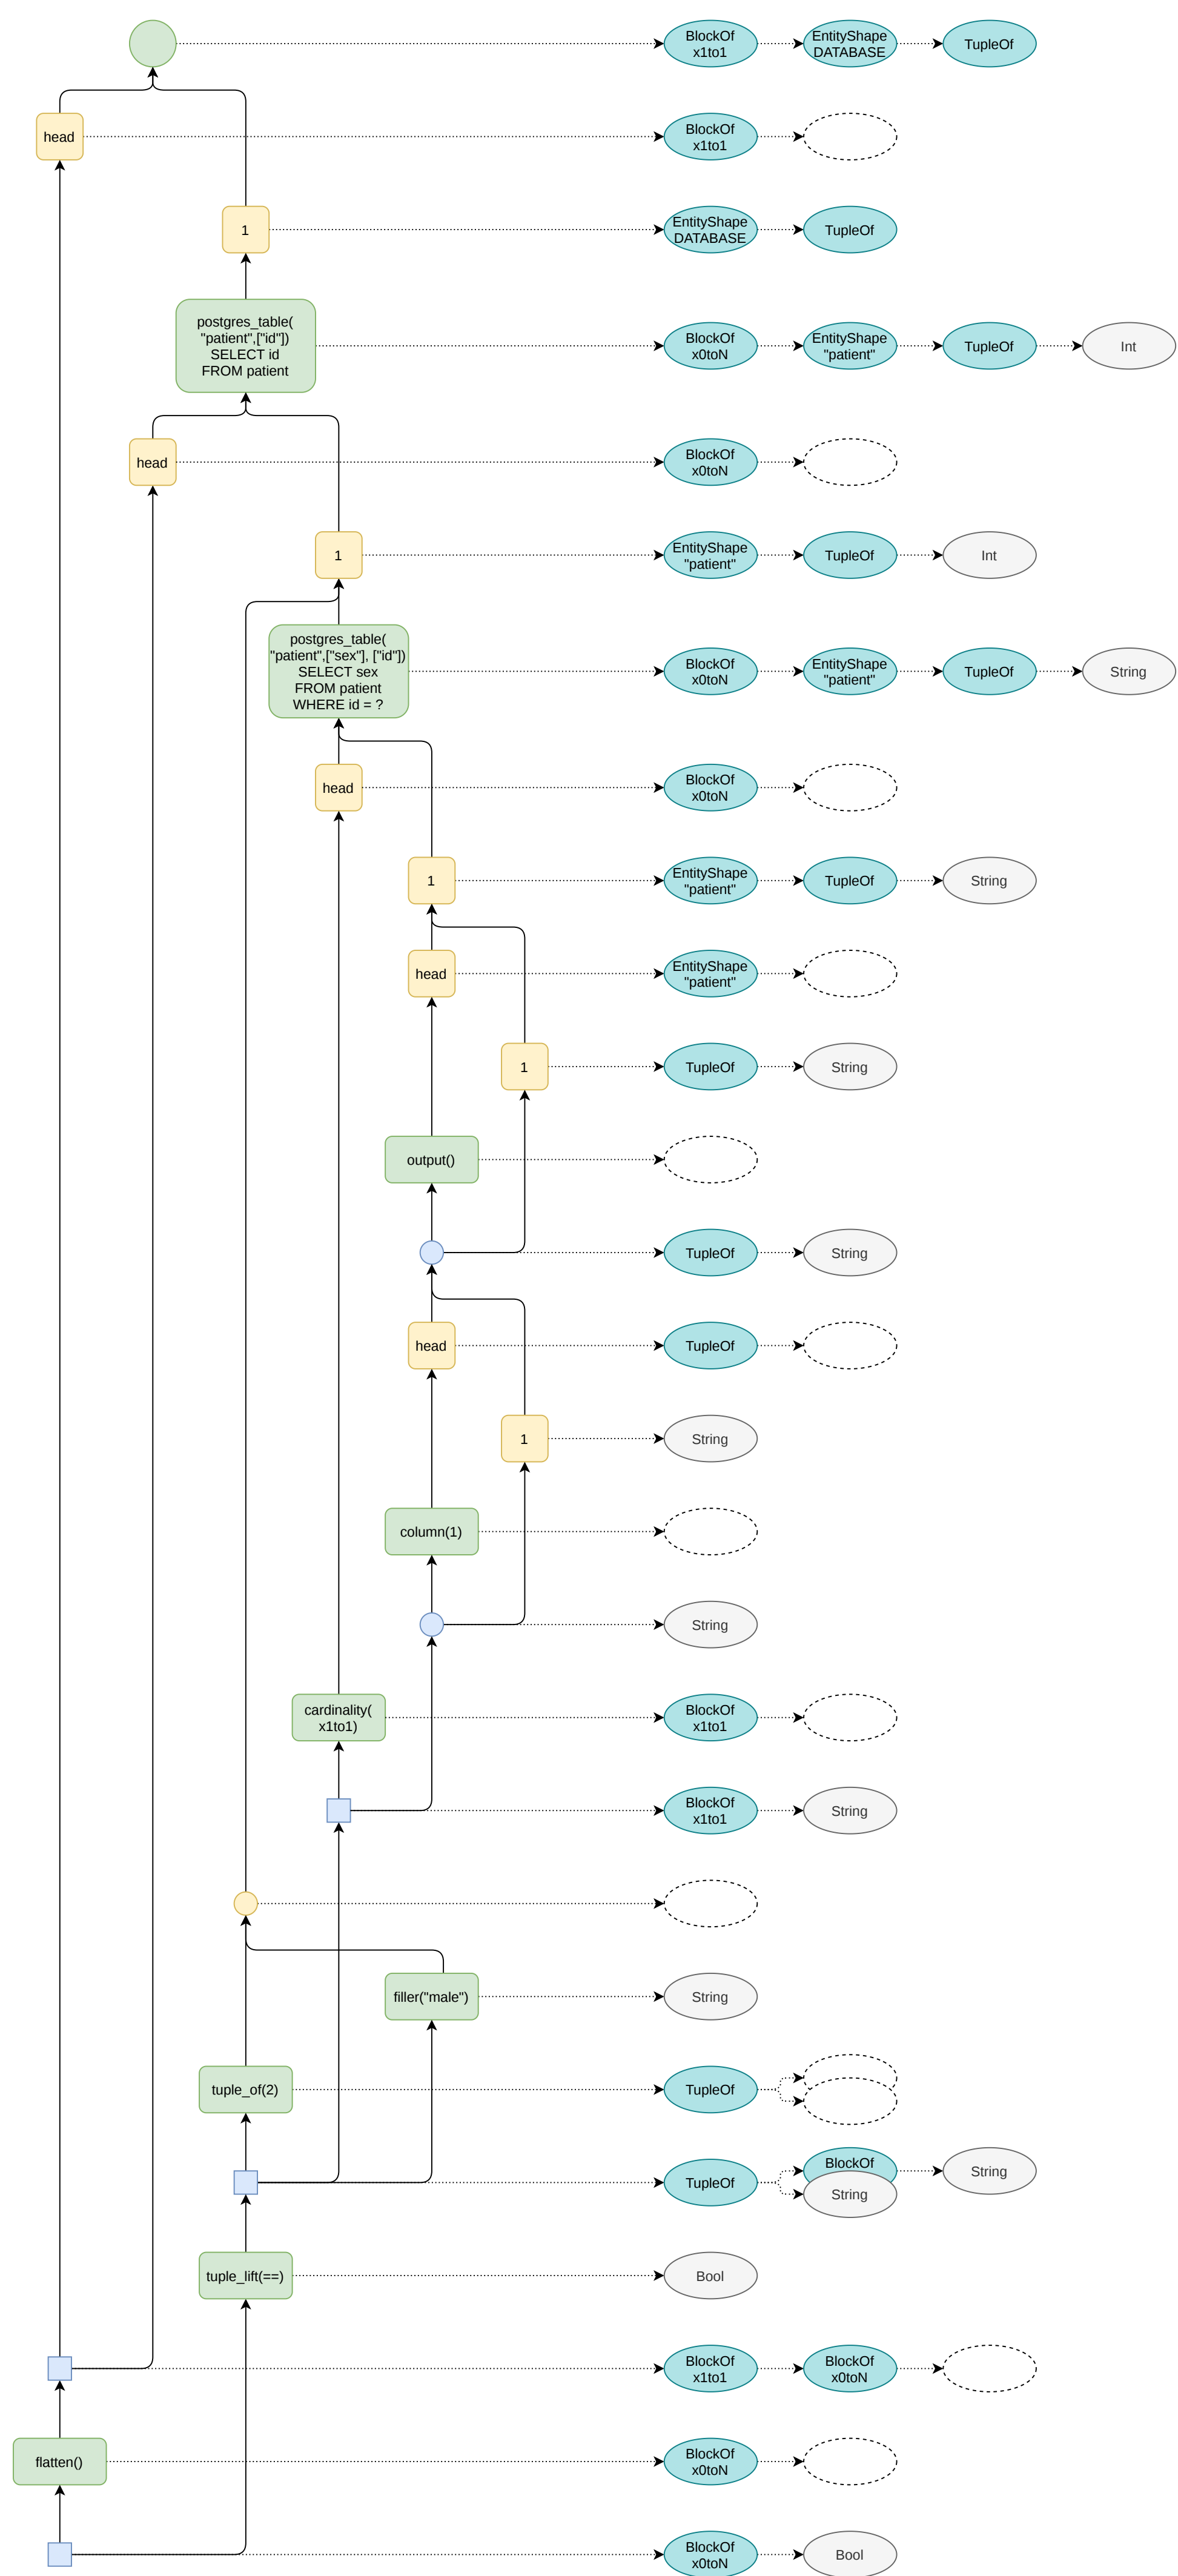 BlockOf
x1to1
EntityShape
DATABASE
TupleOf
head
BlockOf
x1to1
1
EntityShape
DATABASE
TupleOf
postgres_table(
"patient",["id"])
SELECT id
FROM patient
BlockOf
x0toN
EntityShape
"patient"
TupleOf
Int
head
BlockOf
x0toN
1
EntityShape
"patient"
TupleOf
Int
postgres_table(
"patient",["sex"], ["id"])
SELECT sex
FROM patient
WHERE id = ?
BlockOf
x0toN
EntityShape
"patient"
TupleOf
String
head
BlockOf
x0toN
1
EntityShape
"patient"
TupleOf
String
head
EntityShape
"patient"
1
TupleOf
String
output()
TupleOf
String
head
TupleOf
1
String
column(1)
String
cardinality(
x1to1)
BlockOf
x1to1
BlockOf
x1to1
String
filler("male")
String
tuple_of(2)
TupleOf
TupleOf
BlockOf
String
String
tuple_lift(==)
Bool
BlockOf
x1to1
BlockOf
x0toN
flatten()
BlockOf
x0toN
BlockOf
x0toN
Bool